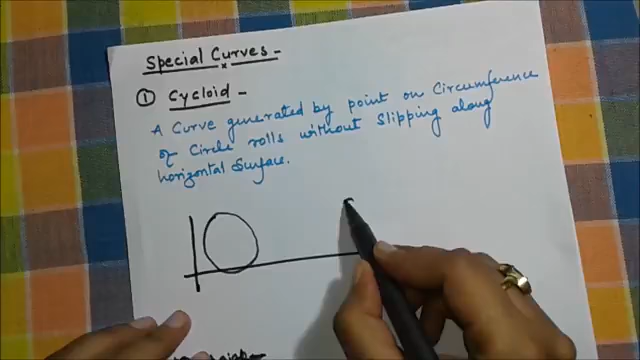 Special Curves -
① Cycloid -
A Curve generated by point on Circumference
of Circle rolls without Slipping along
horizontal Surface.